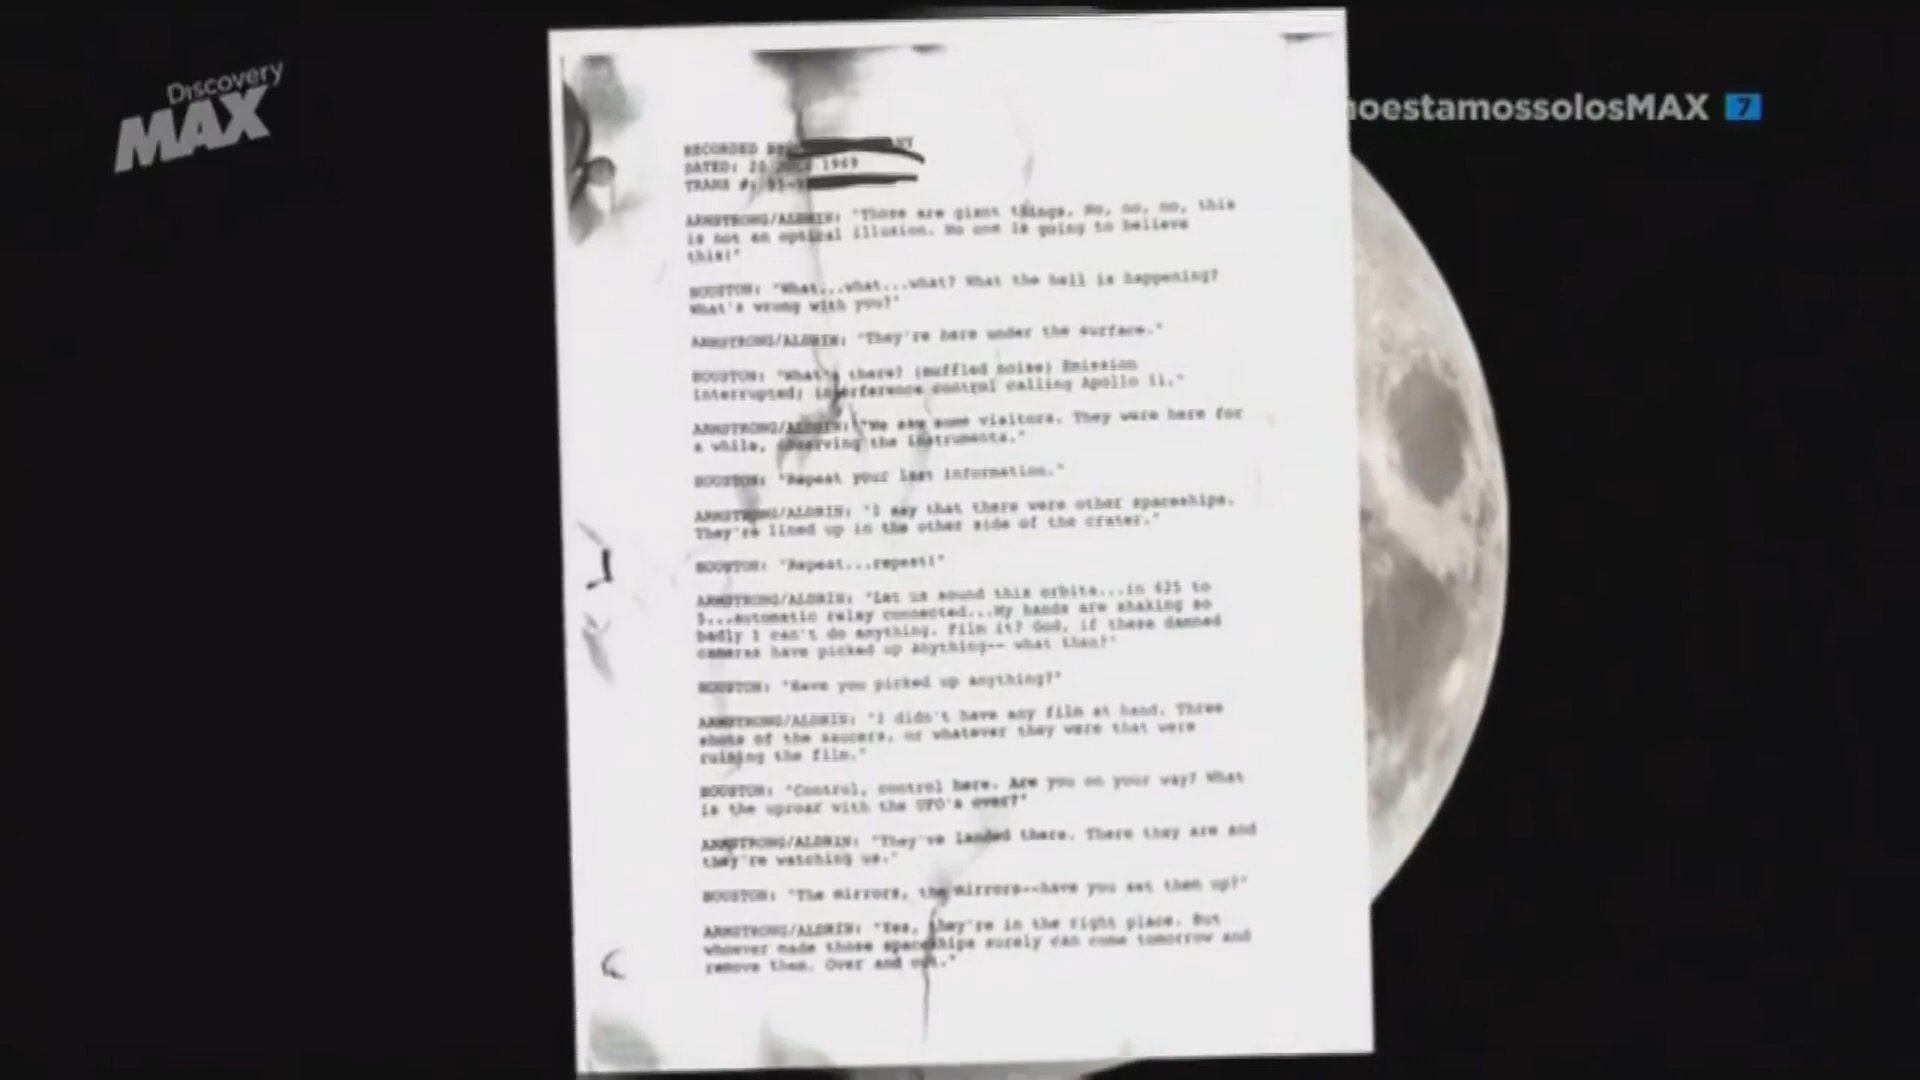 Discovery
MAX
noestamossolosMAX 7
RECORDED
DATED: 20 JULY 1969
TRANS #:
ARMSTRONG/ALDRIN: "Those are giant things. No, no, no, this
is not an optical illusion. No one is going to believe
this!"
HOUSTON: "What...what...what? What the hell is happening?
What's wrong with you?"
ARMSTRONG/ALDRIN: "They're here under the surface."
HOUSTON: "What's there? (muffled noise) Emission
interrupted; interference control calling Apollo 11."
ARMSTRONG/ALDRIN: "We saw some visitors. They were here for
a while, observing the instruments."
HOUSTON: "Repeat your last information."
ARMSTRONG/ALDRIN: "I say that there were other spaceships.
They're lined up in the other side of the crater."
HOUSTON: "Repeat...repeat!"
ARMSTRONG/ALDRIN: "Let us sound this orbita...in 625 to
5...automatic relay connected...My hands are shaking so
badly I can't do anything. Film it? God, if these damned
cameras have picked up anything-- what then?"
HOUSTON: "Have you picked up anything?"
ARMSTRONG/ALDRIN: "I didn't have any film at hand. Three
shots of the saucers, or whatever they were that were
ruining the film."
HOUSTON: "Control, control here. Are you on your way? What
is the uproar with the UFO's over?"
ARMSTRONG/ALDRIN: "They've landed there. There they are and
they're watching us."
HOUSTON: "The mirrors, the mirrors--have you set them up?"
ARMSTRONG/ALDRIN: "Yes, they're in the right place. But
whoever made those spaceships surely can come tomorrow and
remove them. Over and out."